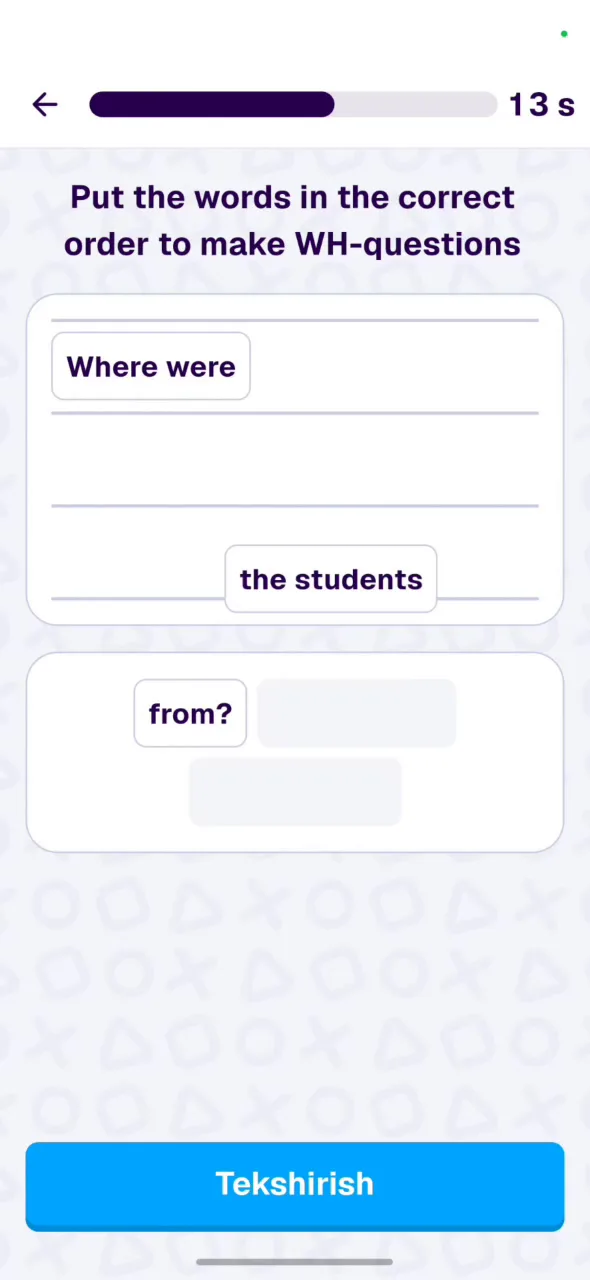 13 s
Put the words in the correct
order to make WH-questions
Where were
the students
from?
Tekshirish